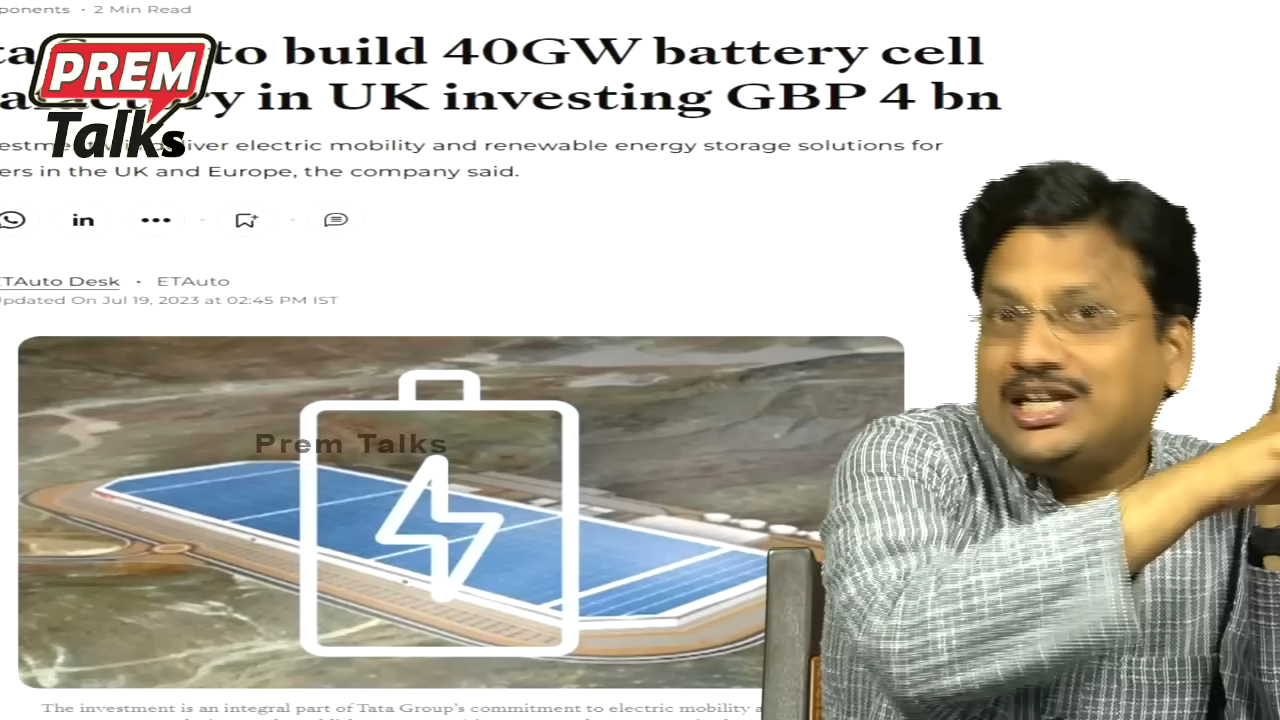 ponents · 2 Min Read
to build 40GW battery cell
ry in UK investing GBP 4 bn
PREM
Talks
liver electric mobility and renewable energy storage solutions for
ers in the UK and Europe, the company said.
in
ETAuto Desk · ETAuto
Updated On Jul 19, 2023 at 02:45 PM IST
Prem Talks
The investment is an integral part of Tata Group's commitment to electric mobility a